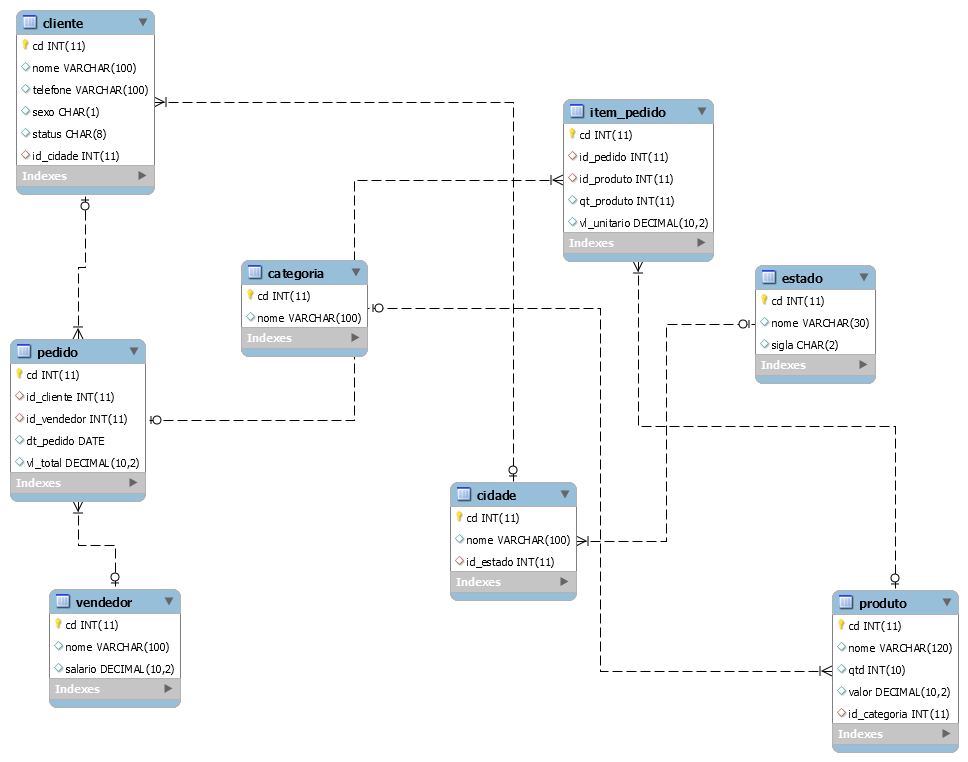 cliente
cd INT(11)
nome VARCHAR(100)
telefone VARCHAR(100)
sexo CHAR(1)
status CHAR(8)
id_cidade INT(11)
Indexes
item_pedido
cd INT(11)
id_pedido INT(11)
id_produto INT(11)
qt_produto INT(11)
vl_unitario DECIMAL(10,2)
Indexes
categoria
cd INT(11)
nome VARCHAR(100)
Indexes
estado
cd INT(11)
nome VARCHAR(30)
sigla CHAR(2)
Indexes
pedido
cd INT(11)
id_cliente INT(11)
id_vendedor INT(11)
dt_pedido DATE
vl_total DECIMAL(10,2)
Indexes
cidade
cd INT(11)
nome VARCHAR(100)
id_estado INT(11)
Indexes
vendedor
cd INT(11)
nome VARCHAR(100)
salario DECIMAL(10,2)
Indexes
produto
cd INT(11)
nome VARCHAR(120)
qtd INT(10)
valor DECIMAL(10,2)
id_categoria INT(11)
Indexes